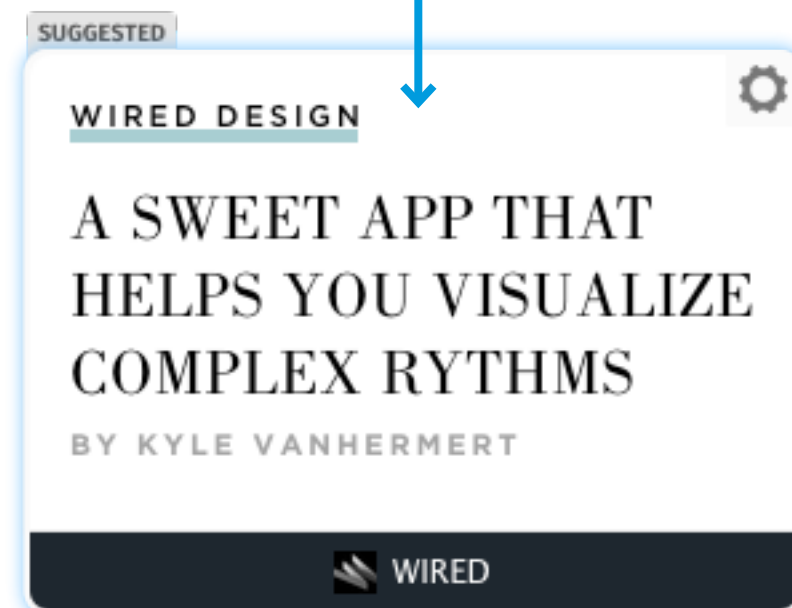 SUGGESTED
WIRED DESIGN
A SWEET APP THAT
HELPS YOU VISUALIZE
COMPLEX RYTHMS
BY KYLE VANHERMERT
WIRED